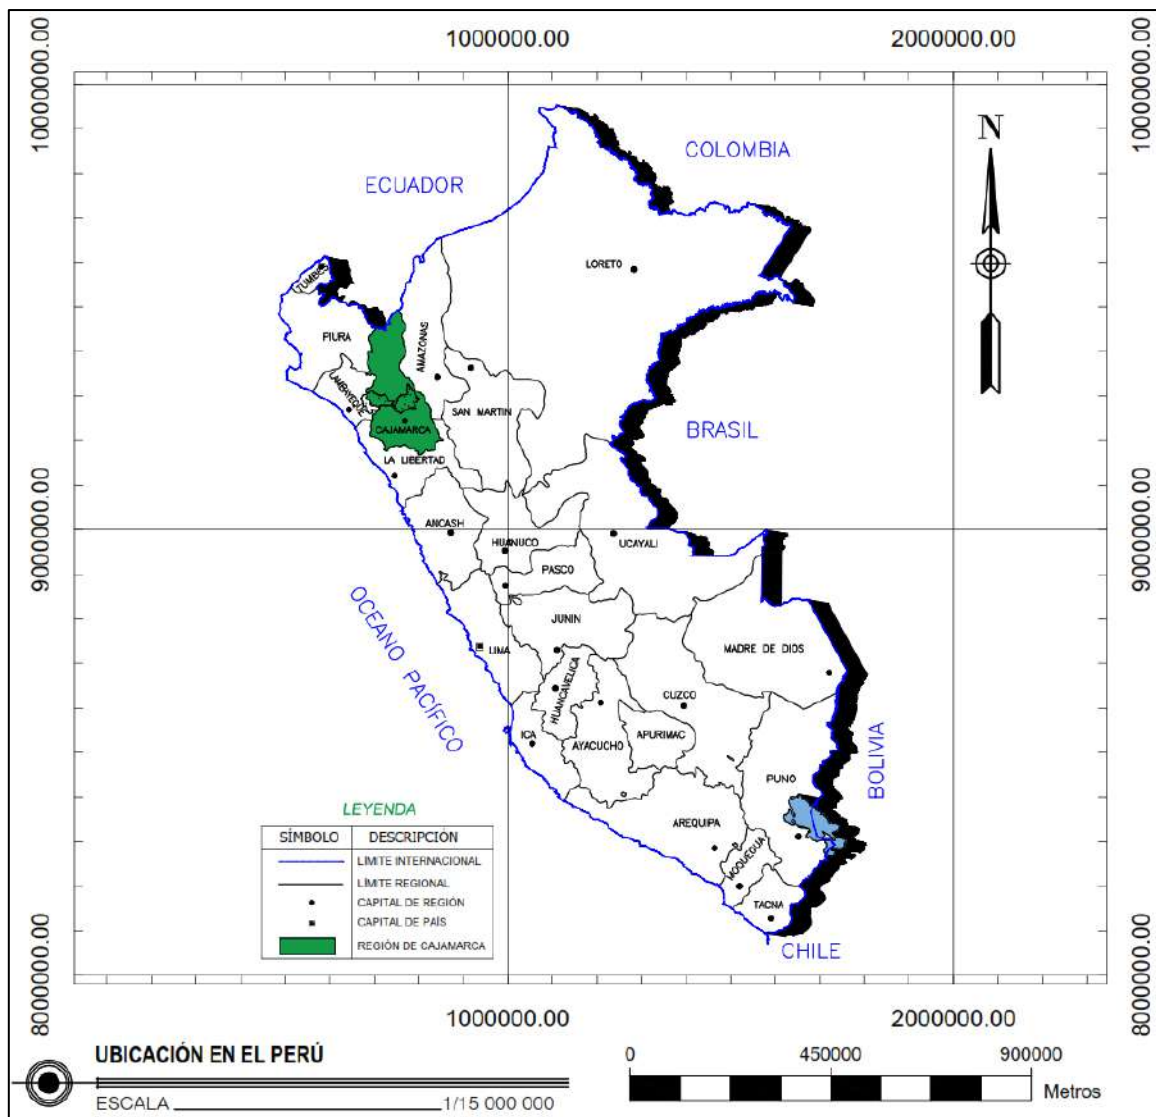 1000000.00
2000000.00
10000000.00
10000000.00
COLOMBIA
N
ECUADOR
LORETO
TUMBES
PIURA
AMAZONAS
LAMBAYEQUE
SAN MARTIN
CAJAMARCA
BRASIL
LA LIBERTAD
9000000.00
9000000.00
ANCASH
HUANUCO
UCAYALI
PASCO
OCEANO PACÍFICO
JUNIN
LIMA
MADRE DE DIOS
HUANCAVELICA
CUZCO
ICA
AYACUCHO
APURIMAC
BOLIVIA
PUNO
AREQUIPA
MOQUEGUA
TACNA
CHILE
LEYENDA
SÍMBOLO DESCRIPCIÓN
LÍMITE INTERNACIONAL
LÍMITE REGIONAL
CAPITAL DE REGIÓN
CAPITAL DE PAÍS
REGIÓN DE CAJAMARCA
8000000.00
8000000.00
1000000.00
2000000.00
UBICACIÓN EN EL PERÚ
ESCALA 1/15 000 000
0 450000 900000
Metros